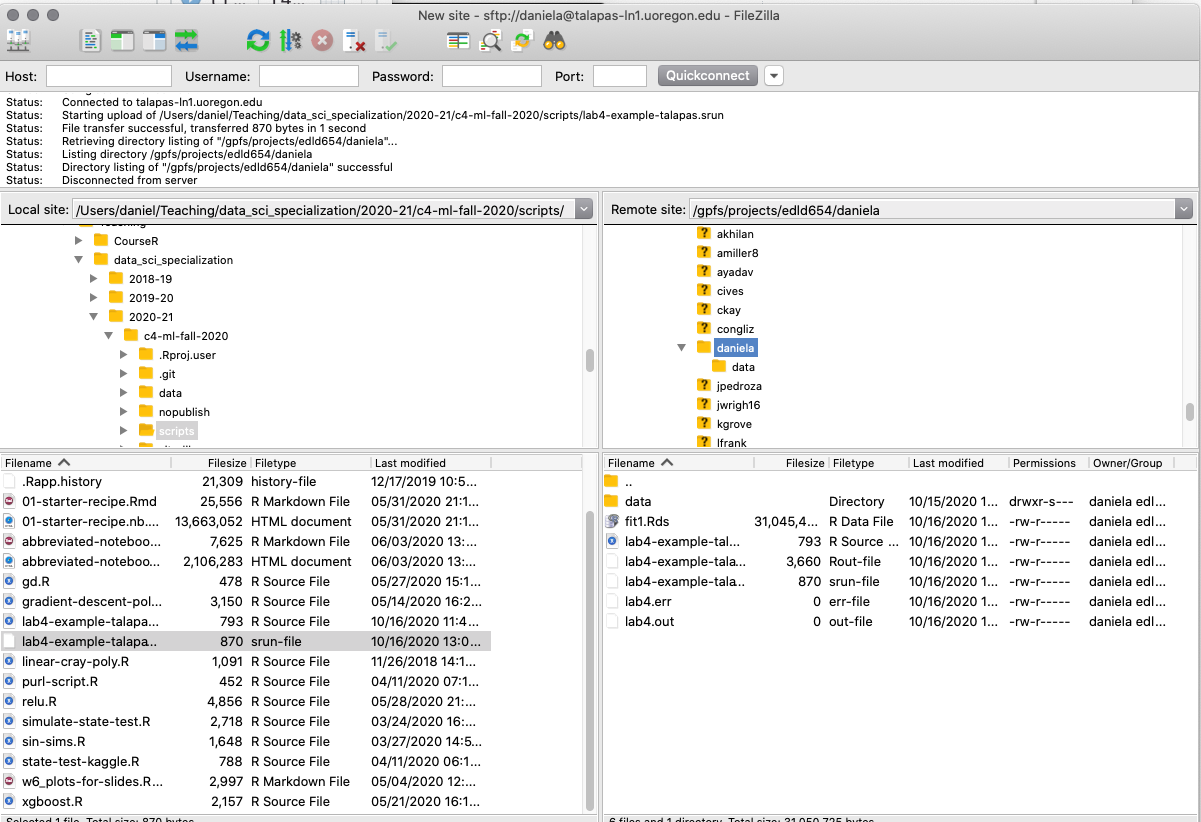 New site - sftp://daniela@talapas-ln1.uoregon.edu - FileZilla
Host: Username: Password: Port: Quickconnect
Status: Connected to talapas-ln1.uoregon.edu
Status: Starting upload of /Users/daniel/Teaching/data_sci_specialization/2020-21/c4-ml-fall-2020/scripts/lab4-example-talapas.srun
Status: File transfer successful, transferred 870 bytes in 1 second
Status: Retrieving directory listing of "/gpfs/projects/edld654/daniela"...
Status: Listing directory /gpfs/projects/edld654/daniela
Status: Directory listing of "/gpfs/projects/edld654/daniela" successful
Status: Disconnected from server
Local site: /Users/daniel/Teaching/data_sci_specialization/2020-21/c4-ml-fall-2020/scripts/
Teaching
CourseR
data_sci_specialization
2018-19
2019-20
2020-21
c4-ml-fall-2020
.Rproj.user
.git
data
nopublish
scripts
Filename Filesize Filetype Last modified
.Rapp.history 21,309 history-file 12/17/2019 10:5...
01-starter-recipe.Rmd 25,556 R Markdown File 05/31/2020 21:1...
01-starter-recipe.nb.... 13,663,052 HTML document 05/31/2020 21:1...
abbreviated-noteboo... 7,625 R Markdown File 06/03/2020 13:...
abbreviated-noteboo... 2,106,283 HTML document 06/03/2020 13:...
gd.R 478 R Source File 05/27/2020 15:1...
gradient-descent-pol... 3,150 R Source File 05/14/2020 16:2...
lab4-example-talapa... 793 R Source File 10/16/2020 11:4...
lab4-example-talapa... 870 srun-file 10/16/2020 13:0...
linear-cray-poly.R 1,091 R Source File 11/26/2018 14:1...
purl-script.R 452 R Source File 04/11/2020 07:1...
relu.R 4,856 R Source File 05/28/2020 21:...
simulate-state-test.R 2,718 R Source File 03/24/2020 16:...
sin-sims.R 1,648 R Source File 03/27/2020 14:5...
state-test-kaggle.R 788 R Source File 04/11/2020 06:1...
w6_plots-for-slides.R... 2,997 R Markdown File 05/04/2020 12:...
xgboost.R 2,157 R Source File 05/21/2020 16:1...
Selected 1 file. Total size: 870 bytes
Remote site: /gpfs/projects/edld654/daniela
akhilan
amiller8
ayadav
cives
ckay
congliz
daniela
data
jpedroza
jwrigh16
kgrove
lfrank
Filename Filesize Filetype Last modified Permissions Owner/Group
..
data Directory 10/15/2020 1... drwxr-s--- daniela edl...
fit1.Rds 31,045,4... R Data File 10/16/2020 1... -rw-r----- daniela edl...
lab4-example-tal... 793 R Source ... 10/16/2020 1... -rw-r----- daniela edl...
lab4-example-tala... 3,660 Rout-file 10/16/2020 1... -rw-r----- daniela edl...
lab4-example-tala... 870 srun-file 10/16/2020 1... -rw-r----- daniela edl...
lab4.err 0 err-file 10/16/2020 1... -rw-r----- daniela edl...
lab4.out 0 out-file 10/16/2020 1... -rw-r----- daniela edl...
6 files and 1 directory. Total size: 31,050,725 bytes